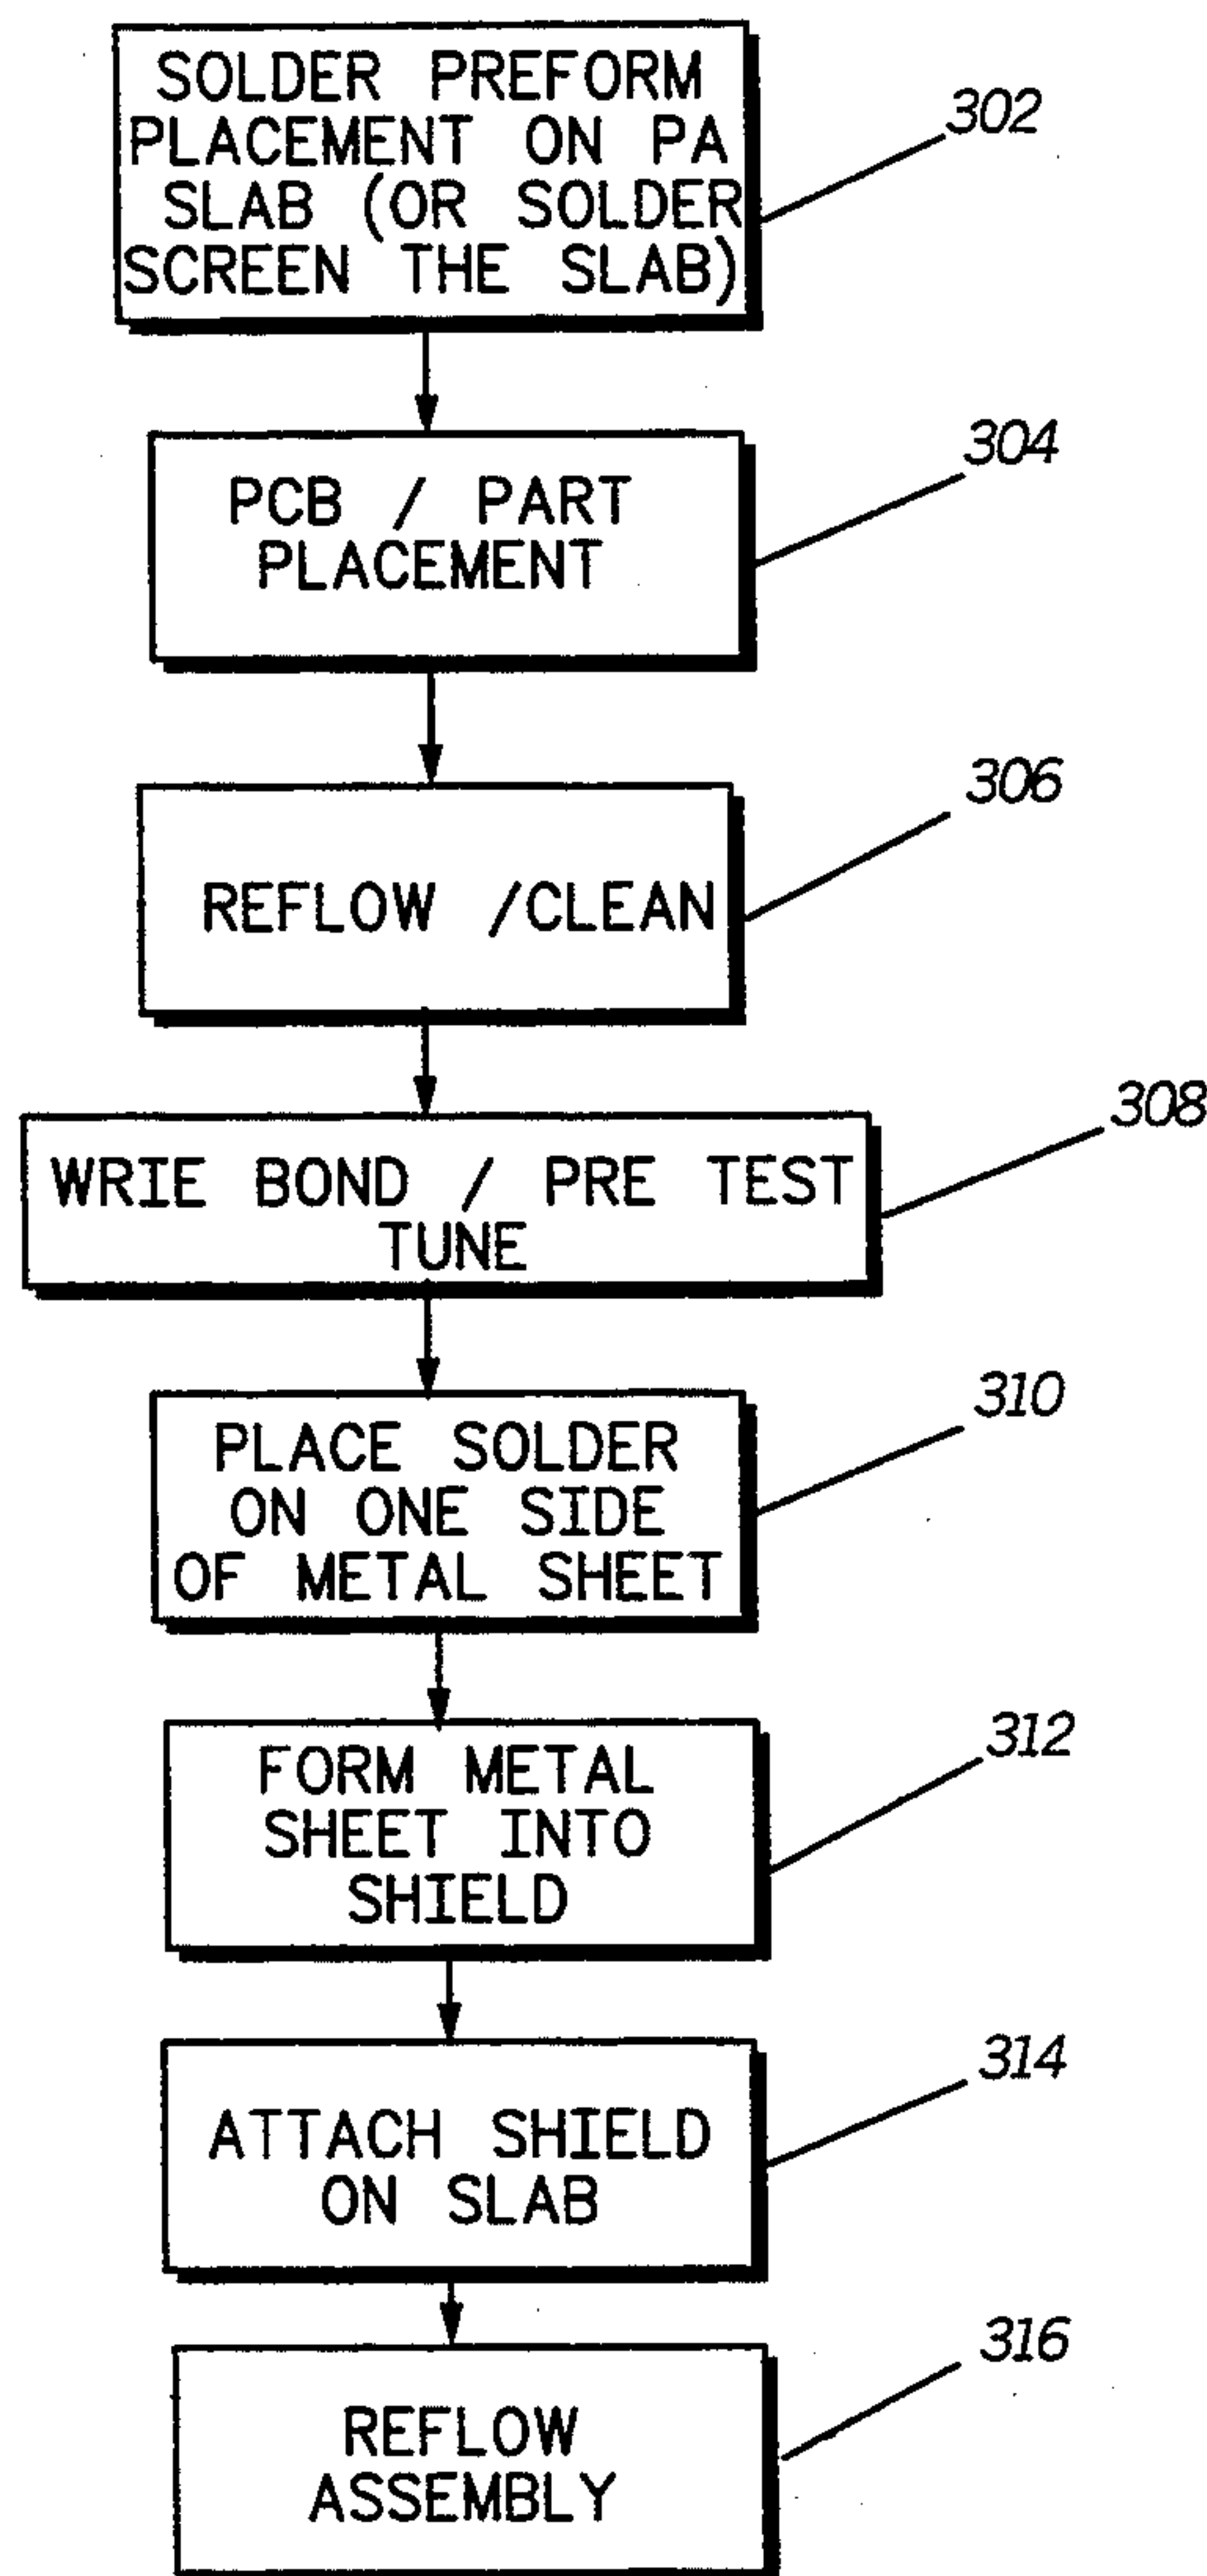 SOLDER PREFORM
PLACEMENT ON PA
SLAB (OR SOLDER
SCREEN THE SLAB)
302
PCB / PART
PLACEMENT
304
REFLOW /CLEAN
306
WRIE BOND / PRE TEST
TUNE
308
PLACE SOLDER
ON ONE SIDE
OF METAL SHEET
310
FORM METAL
SHEET INTO
SHIELD
312
ATTACH SHIELD
ON SLAB
314
REFLOW
ASSEMBLY
316